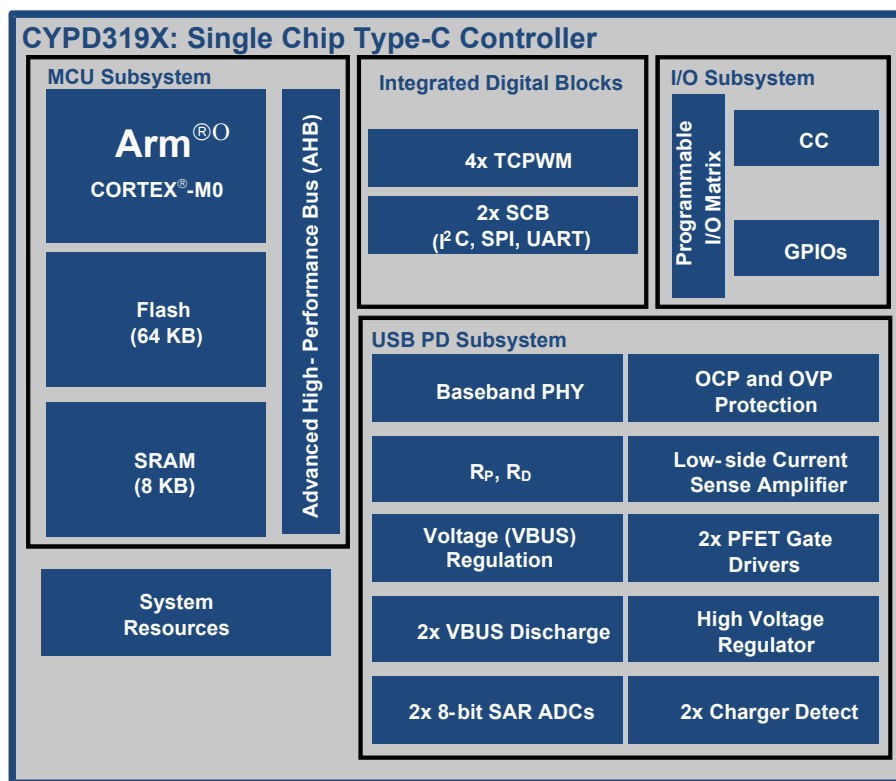 CYPD319X: Single Chip Type-C Controller
MCU Subsystem
Arm®O
CORTEX®-M0
Flash
(64 KB)
SRAM
(8 KB)
Advanced High- Performance Bus (AHB)
System
Resources
Integrated Digital Blocks
4x TCPWM
2x SCB
(I² C, SPI, UART)
I/O Subsystem
Programmable
I/O Matrix
CC
GPIOs
USB PD Subsystem
Baseband PHY
OCP and OVP
Protection
RP, RD
Low-side Current
Sense Amplifier
Voltage (VBUS)
Regulation
2x PFET Gate
Drivers
2x VBUS Discharge
High Voltage
Regulator
2x 8-bit SAR ADCs
2x Charger Detect